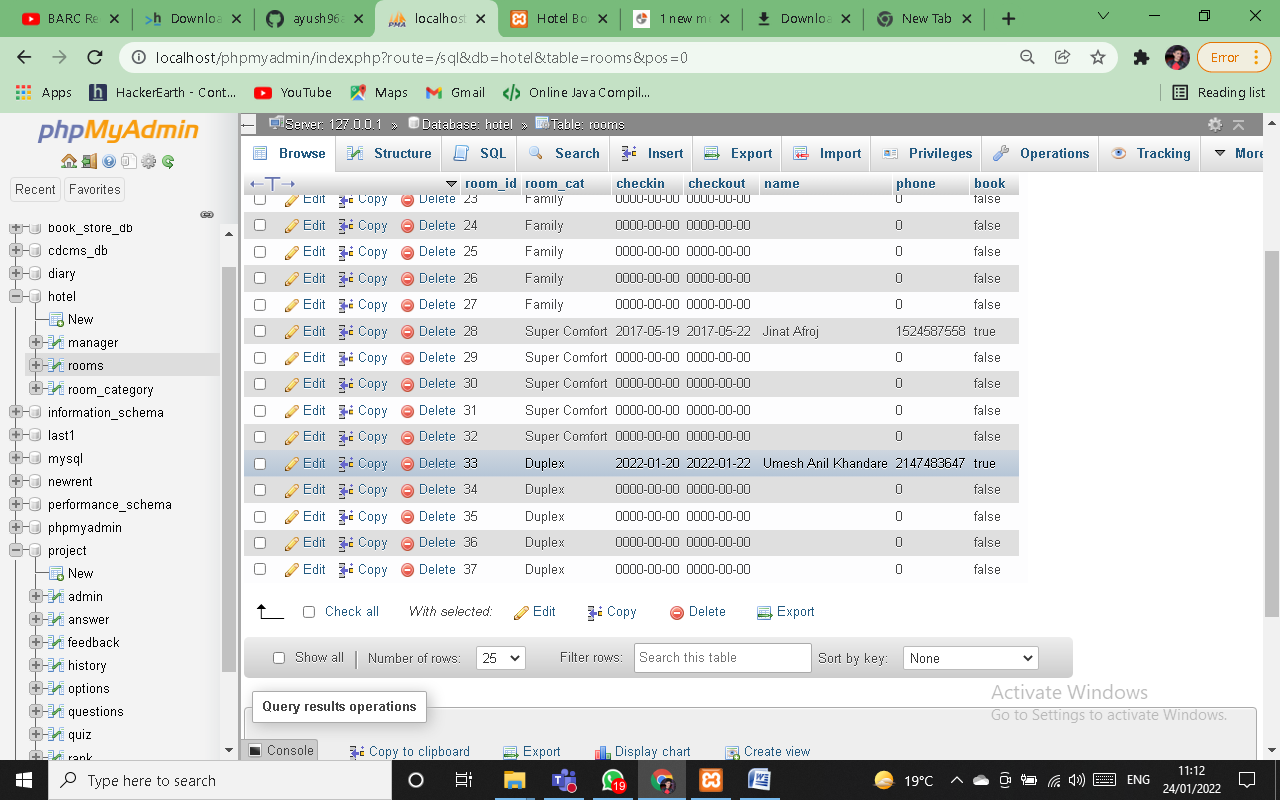 BARC Re
Downloa
ayush96a
localhost
Hotel Bo
1 new m
Downloa
New Tab
localhost/phpmyadmin/index.php?route=/sql&db=hotel&table=rooms&pos=0
Error
Apps
HackerEarth - Cont...
YouTube
Maps
Gmail
Online Java Compil...
Reading list
phpMyAdmin
Recent
Favorites
book_store_db
cdcms_db
diary
hotel
New
manager
rooms
room_category
information_schema
last1
mysql
newrent
performance_schema
phpmyadmin
project
New
admin
answer
feedback
history
options
questions
quiz
rank
Server: 127.0.0.1 » Database: hotel » Table: rooms
Browse Structure SQL Search Insert Export Import Privileges Operations Tracking More
room_id room_cat checkin checkout name phone book
Edit Copy Delete 23 Family 0000-00-00 0000-00-00 0 false
Edit Copy Delete 24 Family 0000-00-00 0000-00-00 0 false
Edit Copy Delete 25 Family 0000-00-00 0000-00-00 0 false
Edit Copy Delete 26 Family 0000-00-00 0000-00-00 0 false
Edit Copy Delete 27 Family 0000-00-00 0000-00-00 0 false
Edit Copy Delete 28 Super Comfort 2017-05-19 2017-05-22 Jinat Afroj 1524587558 true
Edit Copy Delete 29 Super Comfort 0000-00-00 0000-00-00 0 false
Edit Copy Delete 30 Super Comfort 0000-00-00 0000-00-00 0 false
Edit Copy Delete 31 Super Comfort 0000-00-00 0000-00-00 0 false
Edit Copy Delete 32 Super Comfort 0000-00-00 0000-00-00 0 false
Edit Copy Delete 33 Duplex 2022-01-20 2022-01-22 Umesh Anil Khandare 2147483647 true
Edit Copy Delete 34 Duplex 0000-00-00 0000-00-00 0 false
Edit Copy Delete 35 Duplex 0000-00-00 0000-00-00 0 false
Edit Copy Delete 36 Duplex 0000-00-00 0000-00-00 0 false
Edit Copy Delete 37 Duplex 0000-00-00 0000-00-00 0 false
Check all With selected: Edit Copy Delete Export
Show all Number of rows: 25 Filter rows: Search this table Sort by key: None
Activate Windows
Go to Settings to activate Windows.
Query results operations
Console
Copy to clipboard Export Display chart Create view
Type here to search
19
19°C
ENG
11:12
24/01/2022